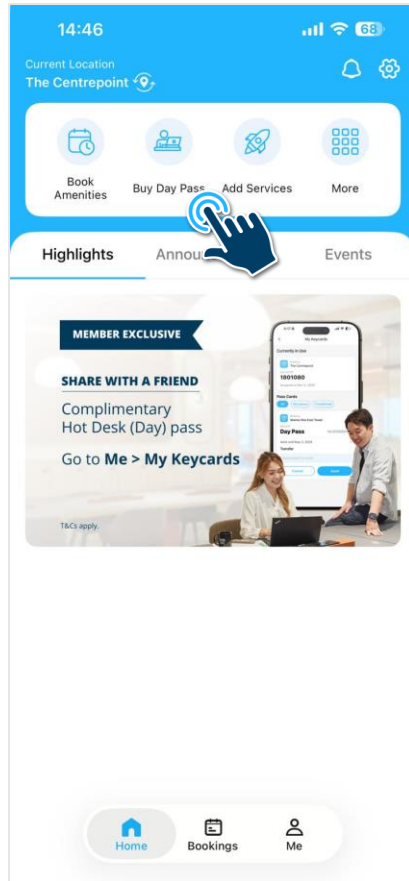 14:46
68
Current Location
The Centrepoint
Book
Amenities
Buy Day Pass
Add Services
More
Highlights
Annou
Events
MEMBER EXCLUSIVE
SHARE WITH A FRIEND
Complimentary
Hot Desk (Day) pass
Go to Me > My Keycards
T&Cs apply.
My Keycards
Currently in Use
The Centrepoint
1801080
Pass Cards
Day Pass
Transfer
Home
Bookings
Me